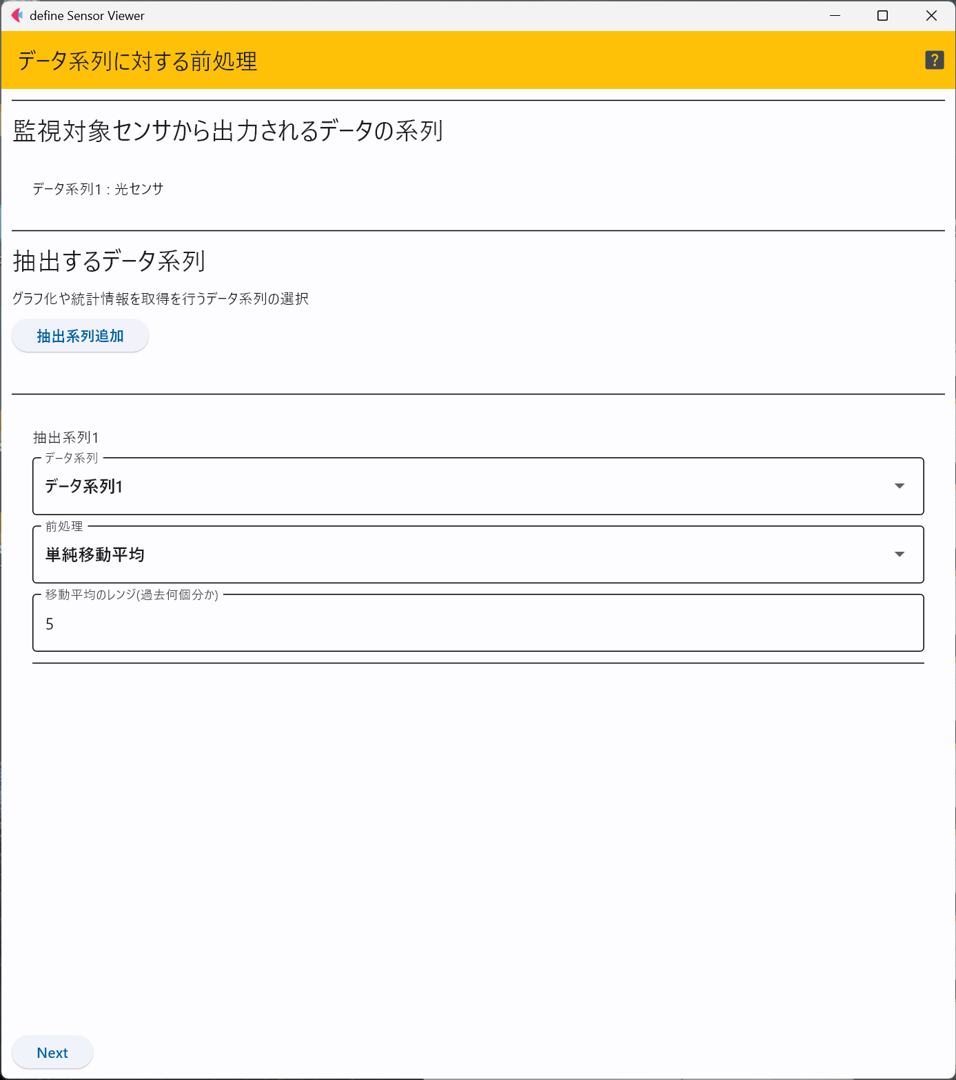 define Sensor Viewer
データ系列に対する前処理
?
監視対象センサから出力されるデータの系列
データ系列1 : 光センサ
抽出するデータ系列
グラフ化や統計情報を取得を行うデータ系列の選択
抽出系列追加
抽出系列1
データ系列
データ系列1
前処理
単純移動平均
移動平均のレンジ(過去何個分か)
5
Next